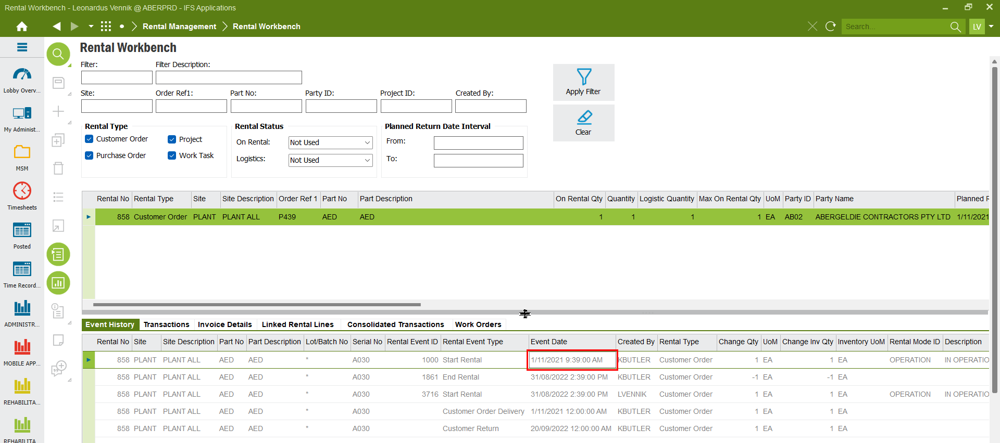 Rental Workbench - Leonardus Vennik @ ABERPRD - IFS Applications
Rental Management Rental Workbench Search... LV
Rental Workbench
Filter: Filter Description:
Site: Order Ref1: Part No: Party ID: Project ID: Created By:
Apply Filter
Clear
Rental Type Rental Status Planned Return Date Interval
Customer Order Project On Rental: Not Used From:
Purchase Order Work Task Logistics: Not Used To:
Lobby Overv...
My Administ...
MSM
Timesheets
Posted
Time Record...
ADMINISTR...
MOBILE APP...
REHABILITA...
REHABILITA
Rental No Rental Type Site Site Description Order Ref 1 Part No Part Description On Rental Qty Quantity Logistic Quantity Max On Rental Qty UoM Party ID Party Name Planned R
858 Customer Order PLANT PLANT ALL P439 AED AED 1 1 1 1 EA AB02 ABERGELDIE CONTRACTORS PTY LTD 1/11/2021
Event History Transactions Invoice Details Linked Rental Lines Consolidated Transactions Work Orders
Rental No Site Site Description Part No Part Description Lot/Batch No Serial No Rental Event ID Rental Event Type Event Date Created By Rental Type Change Qty UoM Change Inv Qty Inventory UoM Rental Mode ID Description
858 PLANT PLANT ALL AED AED * A030 1000 Start Rental 1/11/2021 9:39:00 AM KBUTLER Customer Order 1 EA 1 EA OPERATION IN OPERATIO
858 PLANT PLANT ALL AED AED * A030 1861 End Rental 31/08/2022 2:39:00 PM KBUTLER Customer Order -1 EA -1 EA
858 PLANT PLANT ALL AED AED * A030 3716 Start Rental 31/08/2022 2:39:00 PM LVENNIK Customer Order 1 EA 1 EA OPERATION IN OPERATIO
858 PLANT PLANT ALL AED AED * A030 Customer Order Delivery 1/11/2021 12:00:00 AM KBUTLER Customer Order 1 EA 1 EA
858 PLANT PLANT ALL AED AED * A030 Customer Return 20/09/2022 12:00:00 AM KBUTLER Customer Order 1 EA 1 EA